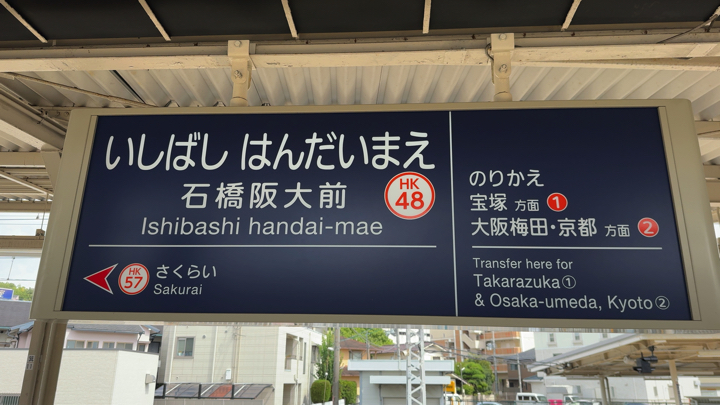 いしばし はんだいまえ
石橋阪大前
HK
48
Ishibashi handai-mae
HK
57
さくらい
Sakurai
のりかえ
宝塚 方面 1
大阪梅田・京都 方面 2
Transfer here for
Takarazuka①
& Osaka-umeda, Kyoto②